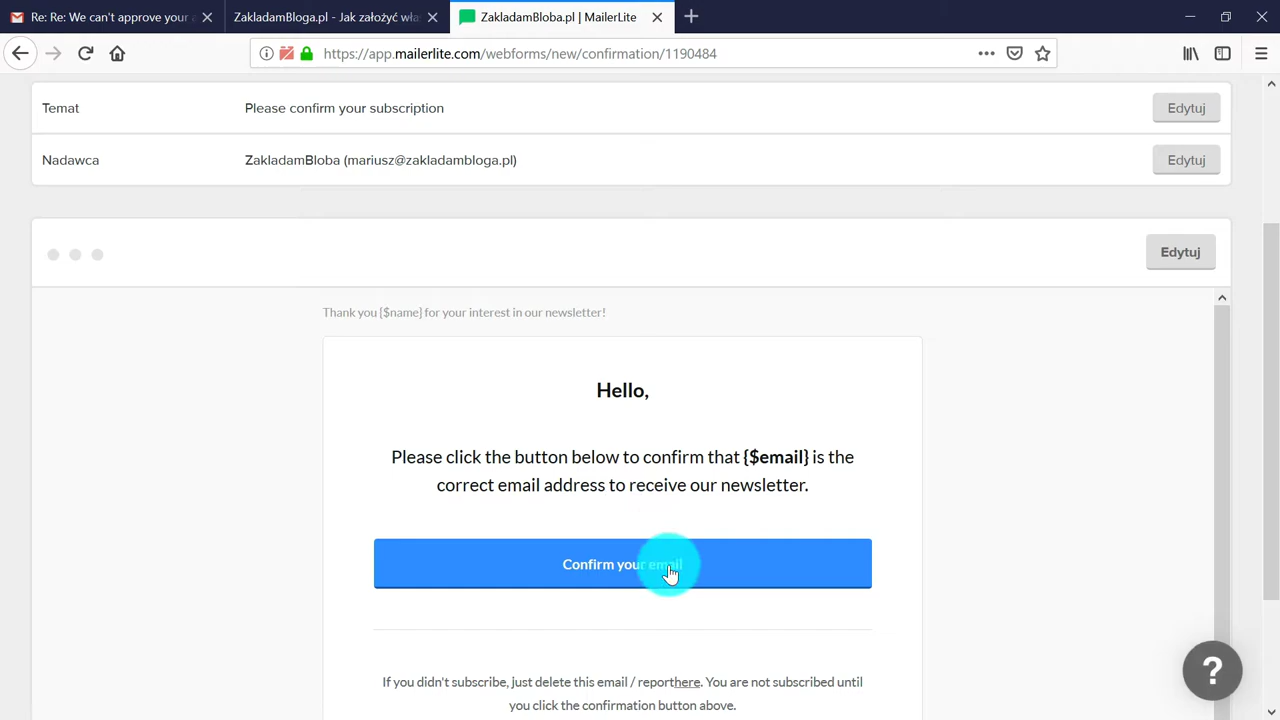 Re: Re: We can't approve your a
ZakladamBloga.pl - Jak założyć wła
ZakladamBloba.pl | MailerLite
https://app.mailerlite.com/webforms/new/confirmation/1190484
Temat
Please confirm your subscription
Edytuj
Nadawca
ZakladamBloba (mariusz@zakladambloga.pl)
Edytuj
Edytuj
Thank you {$name} for your interest in our newsletter!
Hello,
Please click the button below to confirm that {$email} is the
correct email address to receive our newsletter.
Confirm your email
If you didn't subscribe, just delete this email / reporthere. You are not subscribed until
you click the confirmation button above.
?